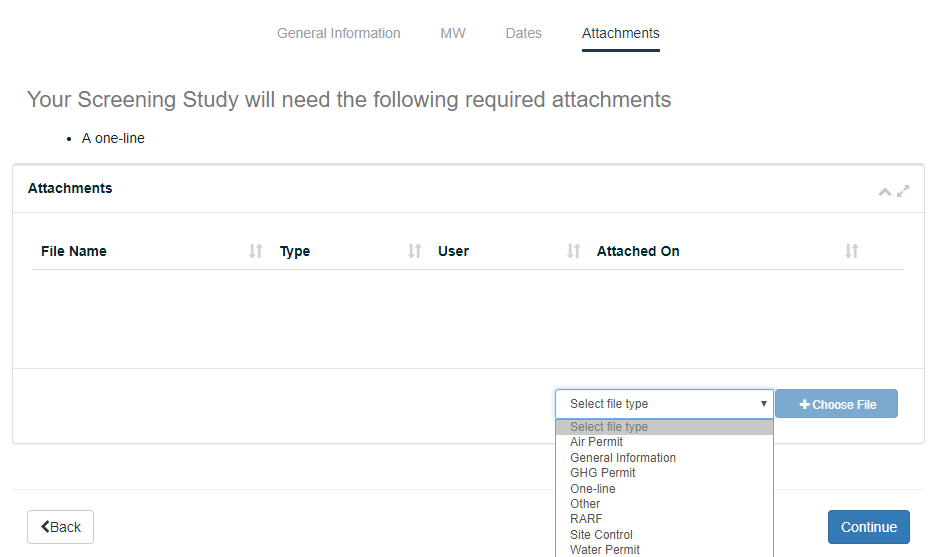 General Information MW Dates Attachments
Your Screening Study will need the following required attachments
A one-line
Attachments
File Name Type User Attached On
Select file type Choose File
Select file type
Air Permit
General Information
GHG Permit
One-line
Other
RARF
Site Control
Water Permit
Back Continue